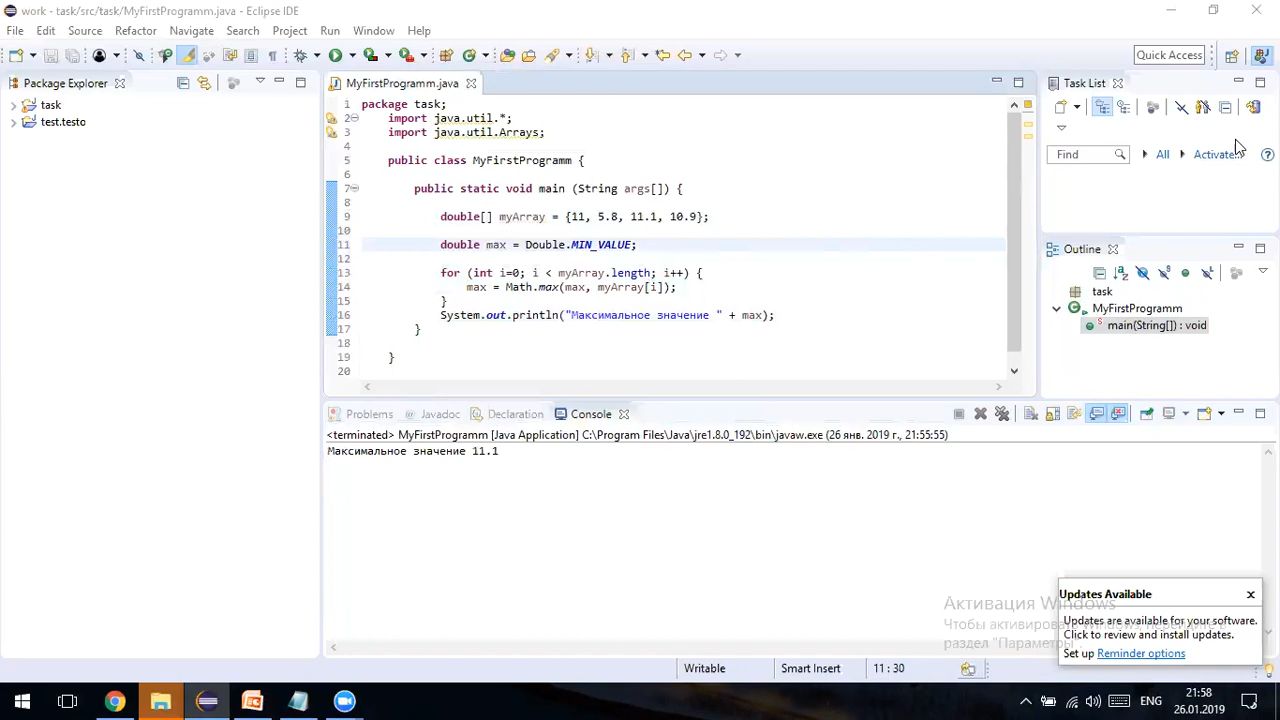 work - task/src/task/MyFirstProgramm.java - Eclipse IDE
File Edit Source Refactor Navigate Search Project Run Window Help
Quick Access
Package Explorer
task
test.testo
MyFirstProgramm.java
1 package task;
2 import java.util.*;
3 import java.util.Arrays;
4
5 public class MyFirstProgramm {
6
7 public static void main (String args[]) {
8
9 double[] myArray = {11, 5.8, 11.1, 10.9};
10
11 double max = Double.MIN_VALUE;
12
13 for (int i=0; i < myArray.length; i++) {
14 max = Math.max(max, myArray[i]);
15 }
16 System.out.println("Максимальное значение " + max);
17 }
18
19 }
20
Task List
Find All Activate...
Outline
task
MyFirstProgramm
main(String[]) : void
Problems Javadoc Declaration Console
<terminated> MyFirstProgramm [Java Application] C:\Program Files\Java\jre1.8.0_192\bin\javaw.exe (26 янв. 2019 г., 21:55:55)
Максимальное значение 11.1
Активация Windows
Чтобы активировать Windows, перейдите в
раздел "Параметры
Updates Available
Updates are available for your software.
Click to review and install updates.
Set up Reminder options
Writable Smart Insert 11 : 30
ENG
21:58
26.01.2019